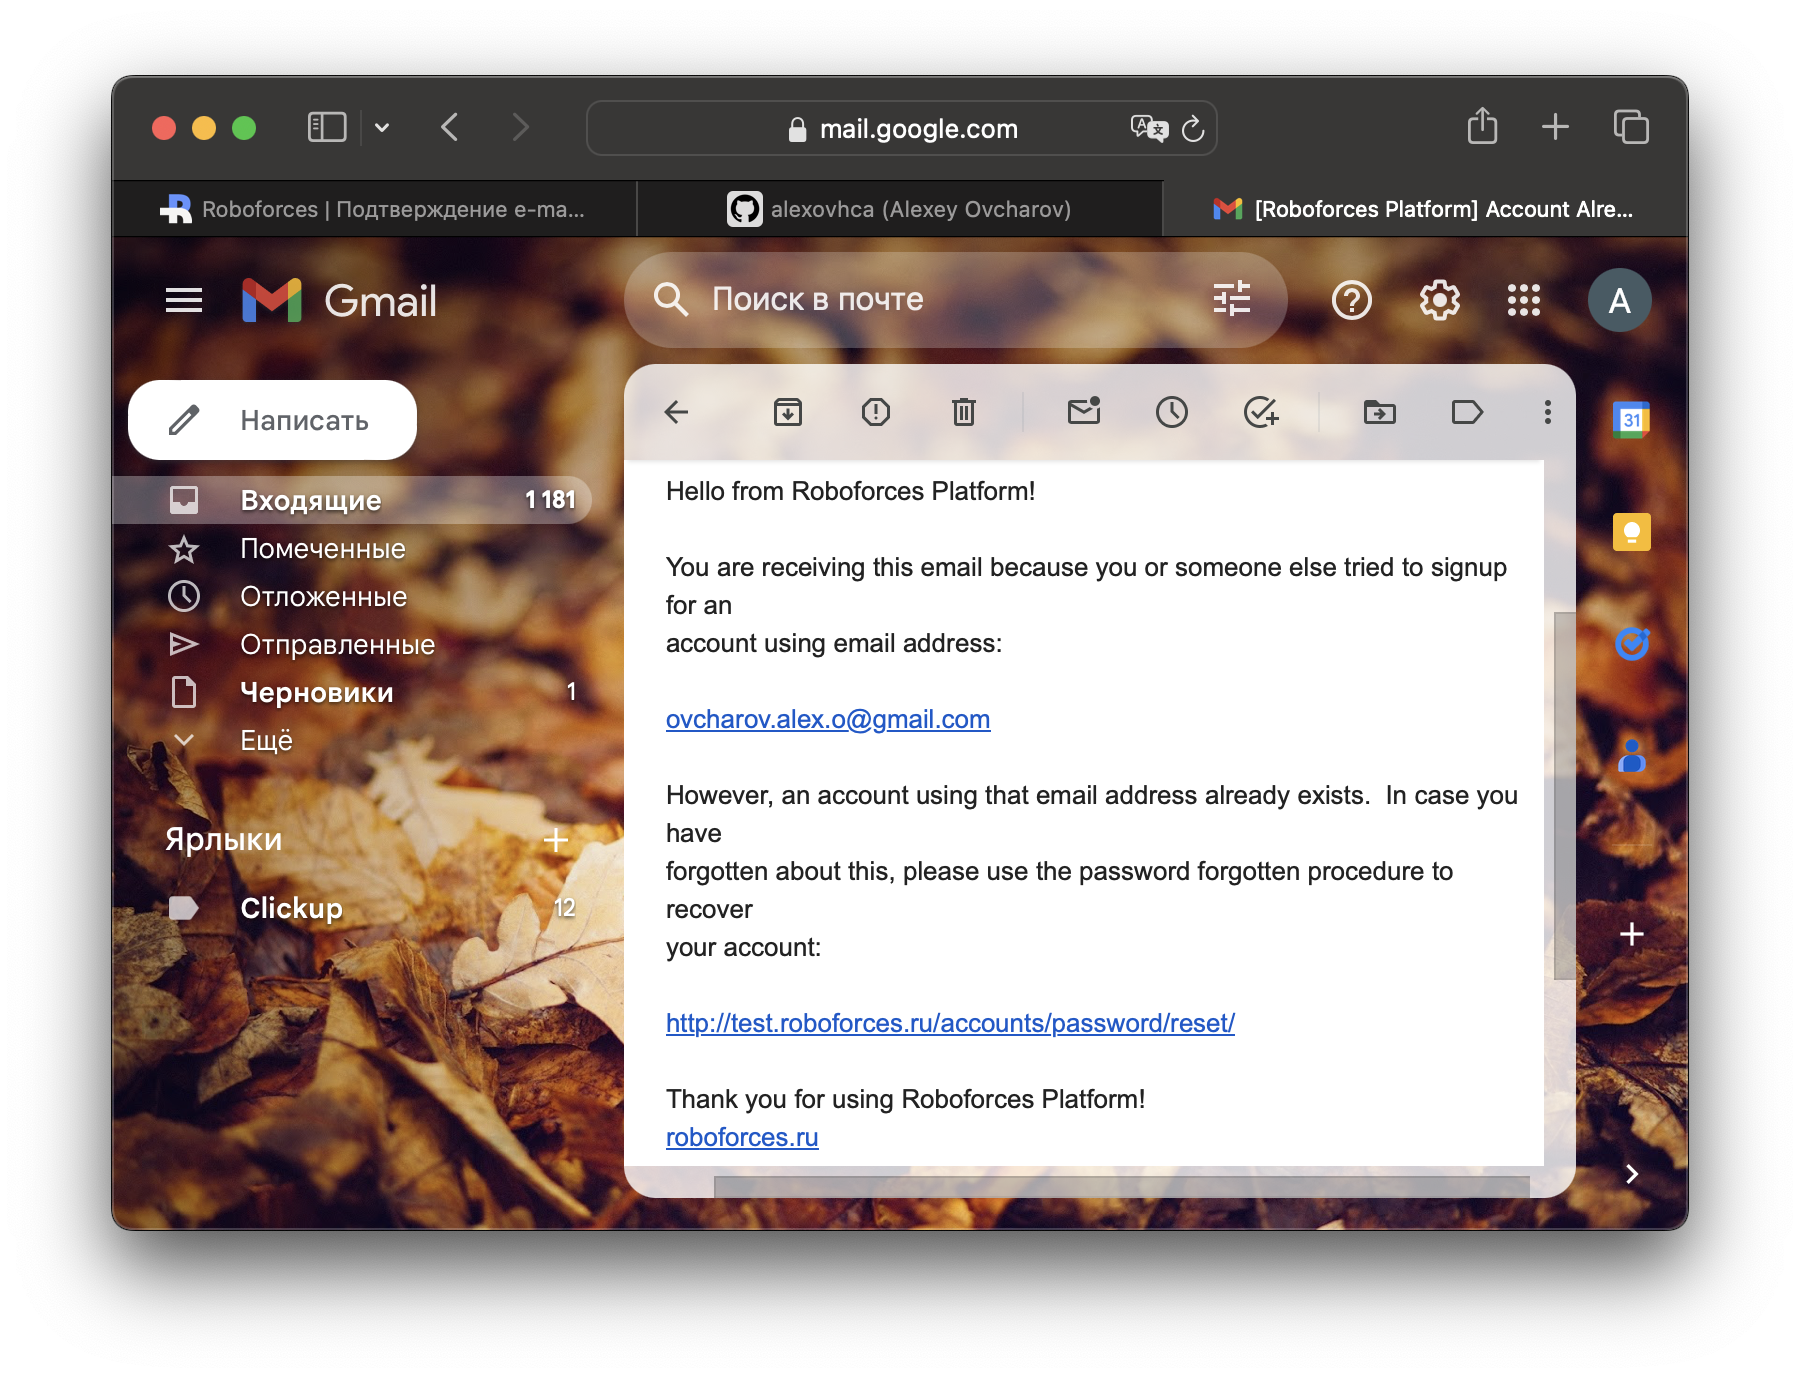 mail.google.com
Roboforces | Подтверждение e-ma...
alexovhca (Alexey Ovcharov)
[Roboforces Platform] Account Alre...
Gmail
Поиск в почте
A
Написать
Входящие 1 181
Помеченные
Отложенные
Отправленные
Черновики 1
Ещё
Ярлыки
Clickup 12
Hello from Roboforces Platform!
You are receiving this email because you or someone else tried to signup
for an
account using email address:
ovcharov.alex.o@gmail.com
However, an account using that email address already exists.  In case you
have
forgotten about this, please use the password forgotten procedure to
recover
your account:
http://test.roboforces.ru/accounts/password/reset/
Thank you for using Roboforces Platform!
roboforces.ru
31